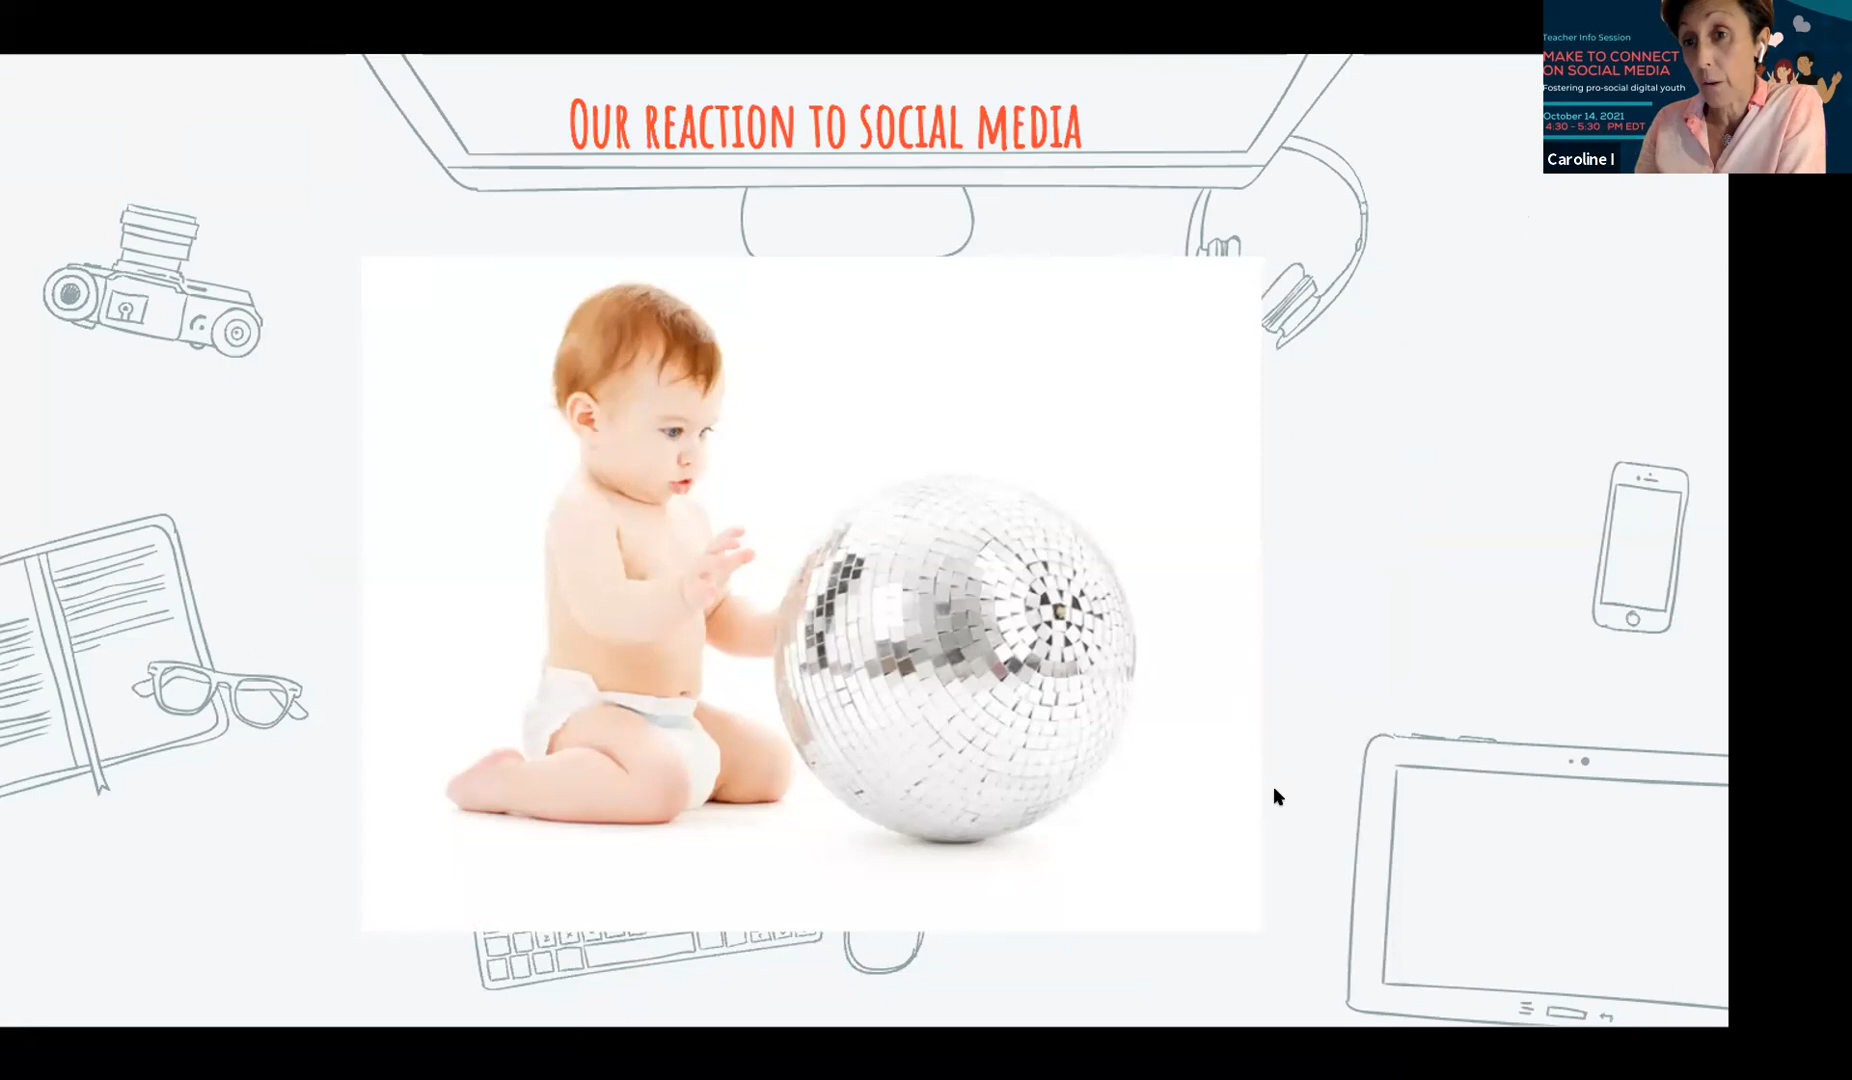 Our reaction to social media
Teacher Info Session
MAKE TO CONNECT
ON SOCIAL MEDIA
Fostering pro-social digital youth
October 14, 2021
4:30 - 5:30 PM EDT
Caroline I